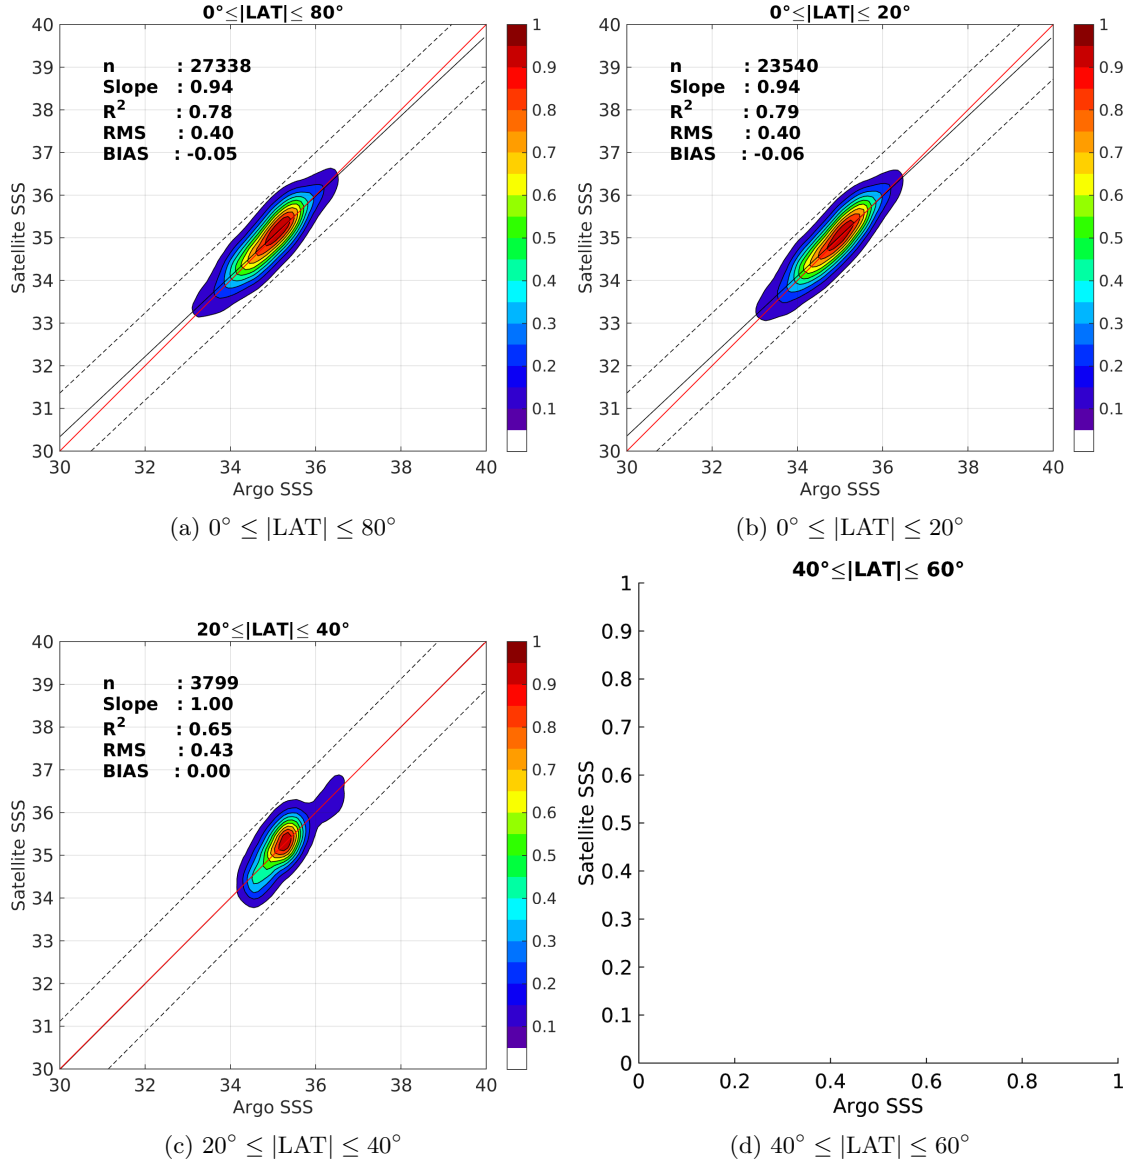 0°≤|LAT|≤ 80°
n : 27338
Slope : 0.94
R² : 0.78
RMS : 0.40
BIAS : -0.05
40
39
38
37
36
35
34
33
32
31
30
30 32 34 36 38 40
Satellite SSS
Argo SSS
1
0.9
0.8
0.7
0.6
0.5
0.4
0.3
0.2
0.1
(a) 0° ≤ |LAT| ≤ 80°
0°≤|LAT|≤ 20°
n : 23540
Slope : 0.94
R² : 0.79
RMS : 0.40
BIAS : -0.06
40
39
38
37
36
35
34
33
32
31
30
30 32 34 36 38 40
Satellite SSS
Argo SSS
1
0.9
0.8
0.7
0.6
0.5
0.4
0.3
0.2
0.1
(b) 0° ≤ |LAT| ≤ 20°
20°≤|LAT|≤ 40°
n : 3799
Slope : 1.00
R² : 0.65
RMS : 0.43
BIAS : 0.00
40
39
38
37
36
35
34
33
32
31
30
30 32 34 36 38 40
Satellite SSS
Argo SSS
1
0.9
0.8
0.7
0.6
0.5
0.4
0.3
0.2
0.1
(c) 20° ≤ |LAT| ≤ 40°
40°≤|LAT|≤ 60°
1
0.9
0.8
0.7
0.6
0.5
0.4
0.3
0.2
0.1
0
0 0.2 0.4 0.6 0.8 1
Satellite SSS
Argo SSS
(d) 40° ≤ |LAT| ≤ 60°